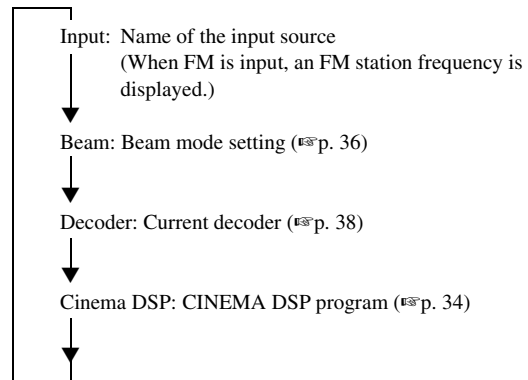 Input: Name of the input source
(When FM is input, an FM station frequency is
displayed.)
Beam: Beam mode setting (☞p. 36)
Decoder: Current decoder (☞p. 38)
Cinema DSP: CINEMA DSP program (☞p. 34)